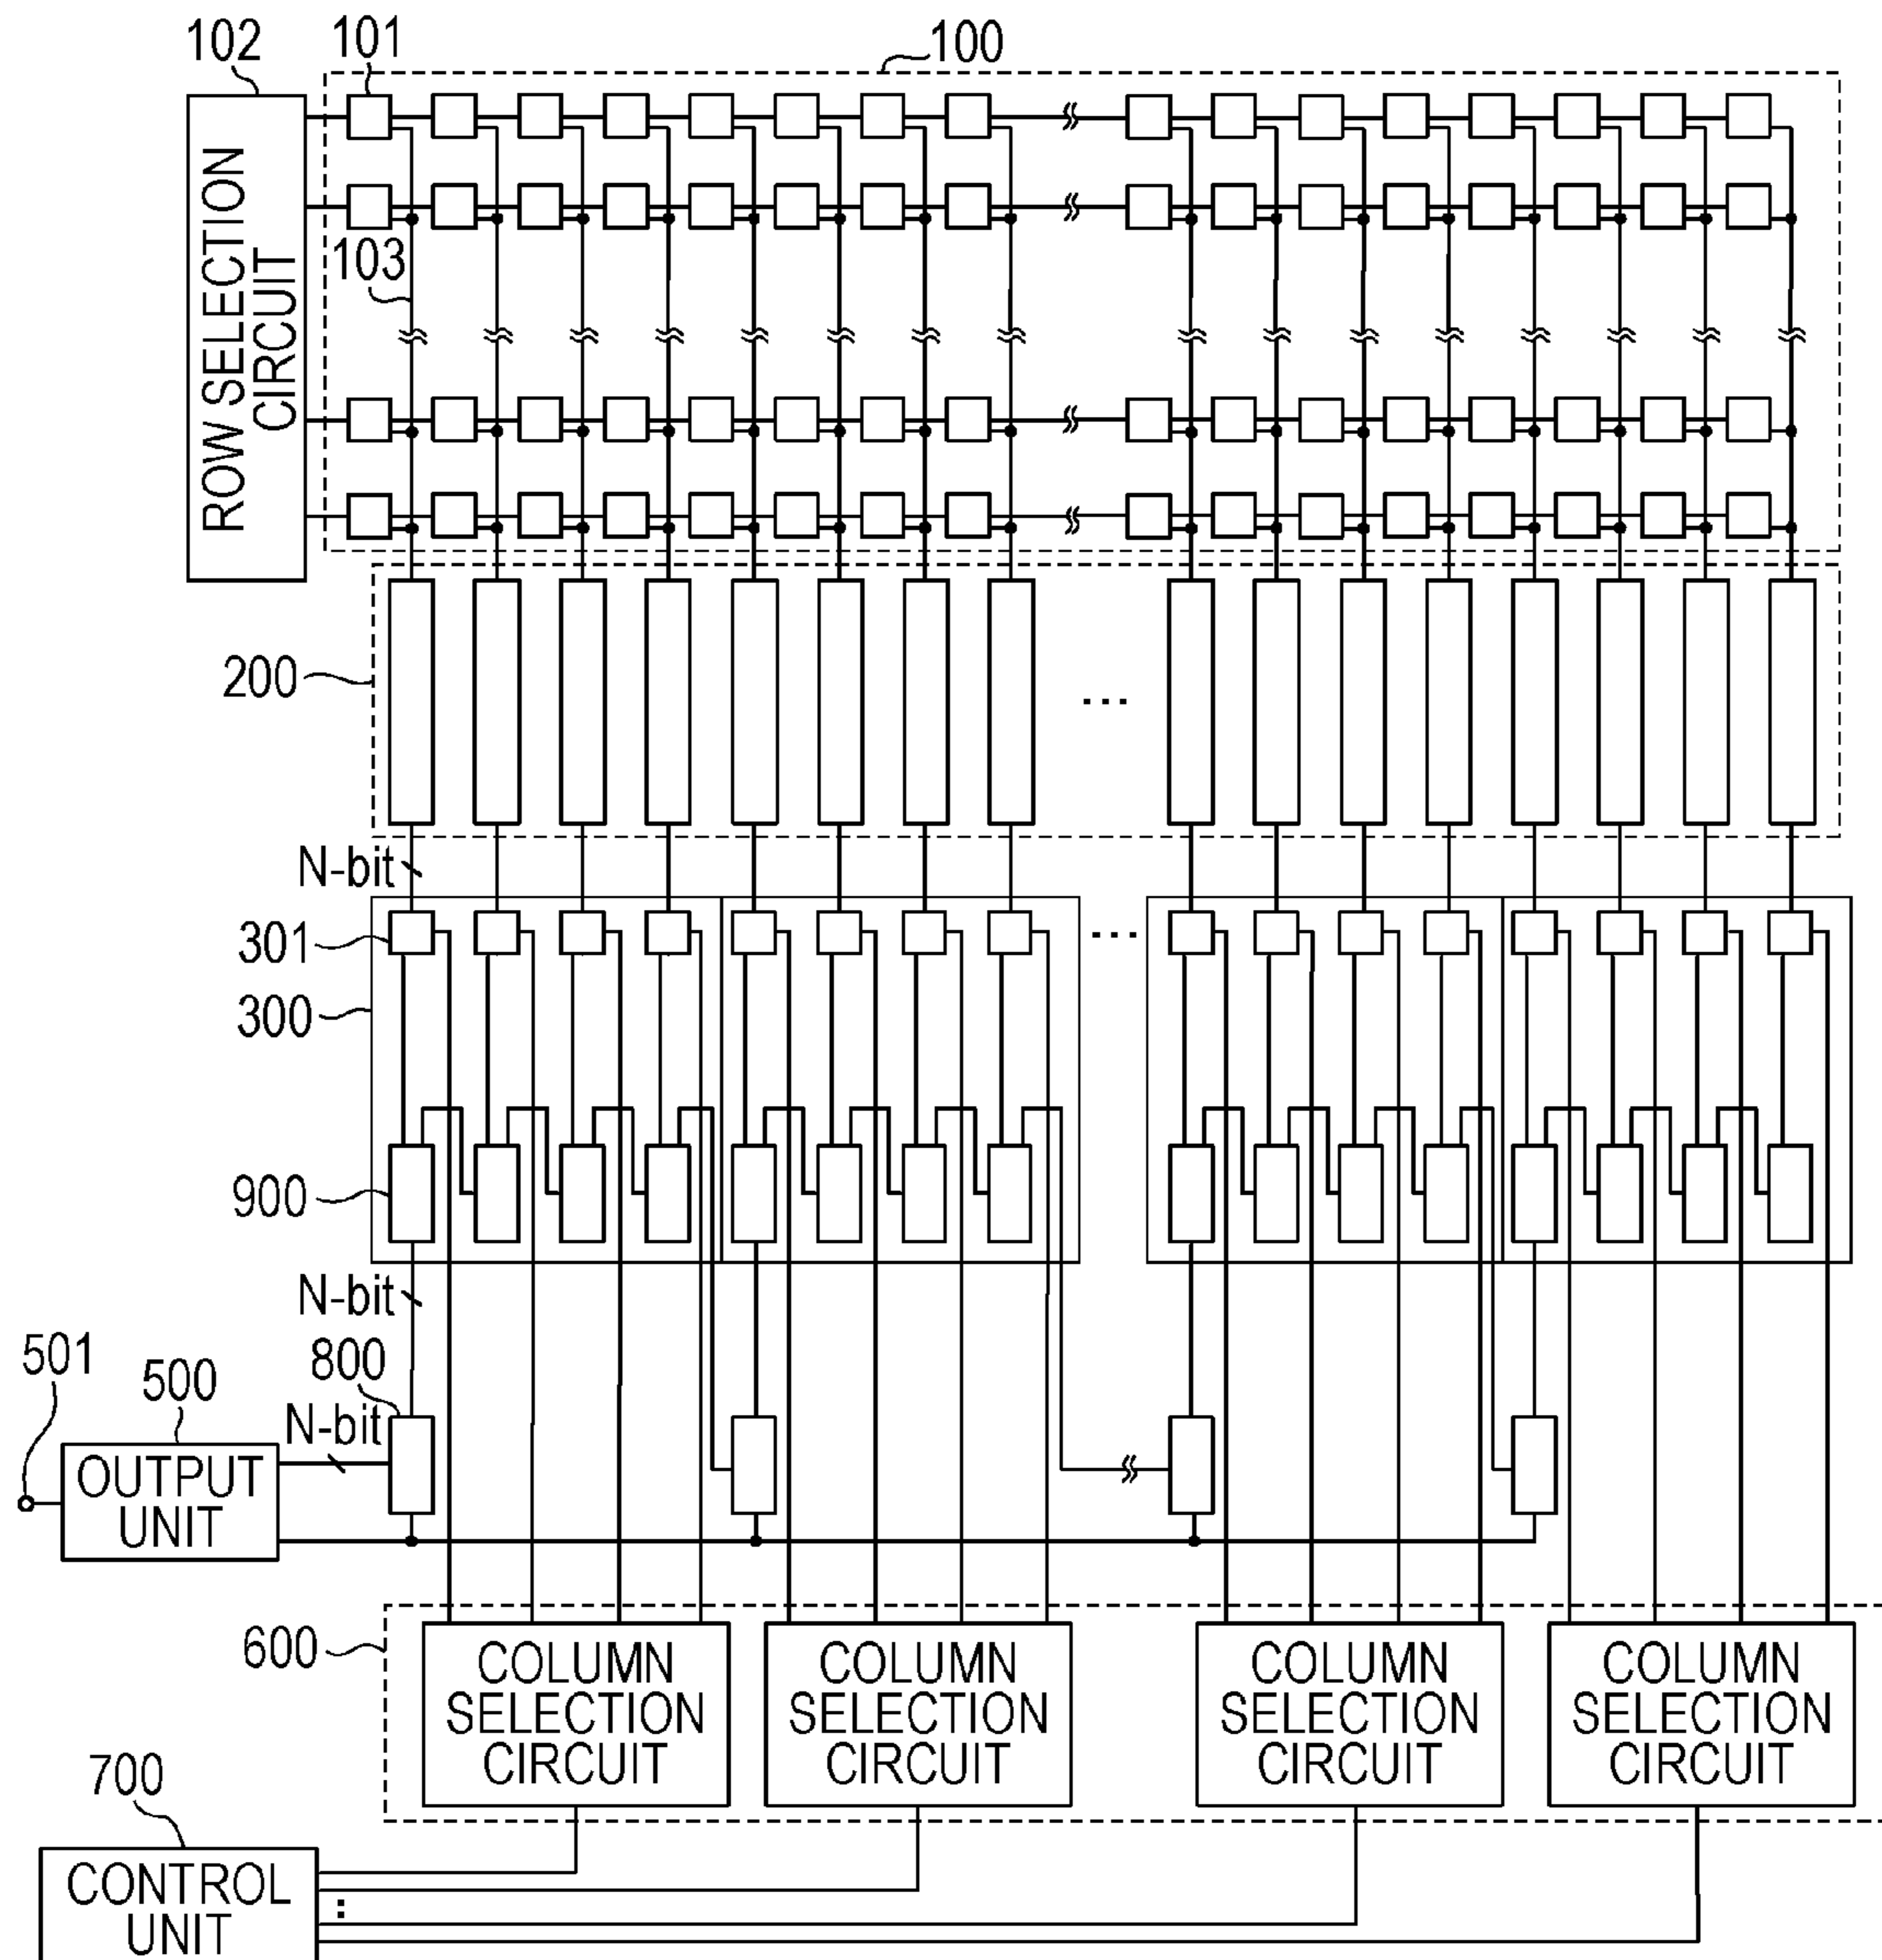 102
101
100
ROW SELECTION
CIRCUIT
103
200
...
N-bit
301
...
300
900
N-bit
501
500
800
N-bit
OUTPUT
UNIT
600
COLUMN
SELECTION
CIRCUIT
COLUMN
SELECTION
CIRCUIT
COLUMN
SELECTION
CIRCUIT
COLUMN
SELECTION
CIRCUIT
700
CONTROL
UNIT